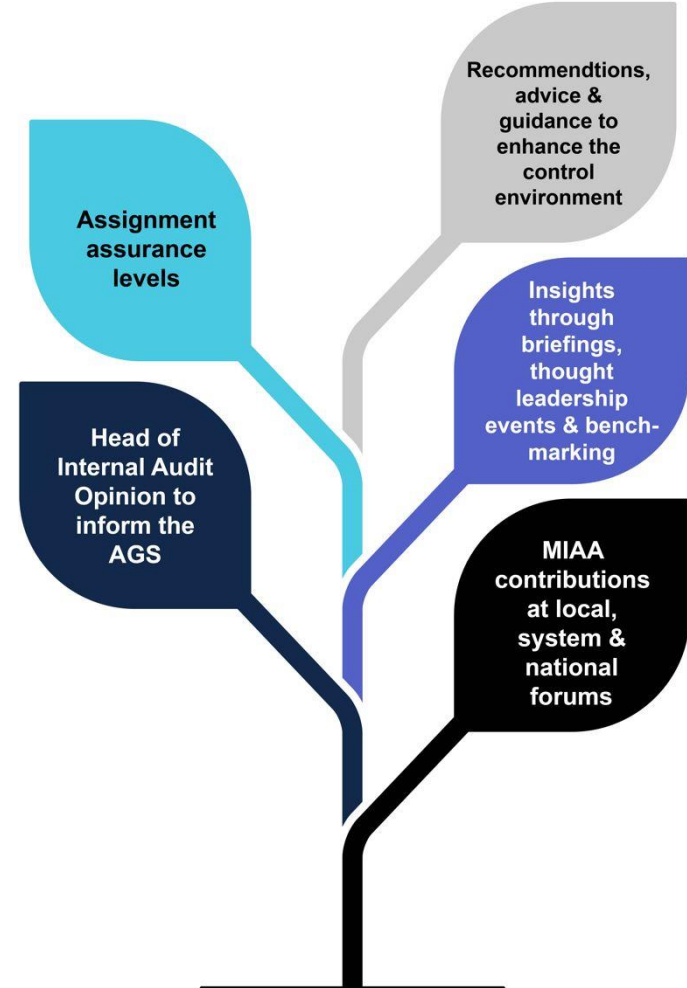 Recommendtions,
advice &
guidance to
enhance the
control
environment
Assignment
assurance
levels
Insights
through
briefings,
thought
leadership
events & bench-
marking
Head of
Internal Audit
Opinion to
inform the
AGS
MIAA
contributions
at local,
system &
national
forums